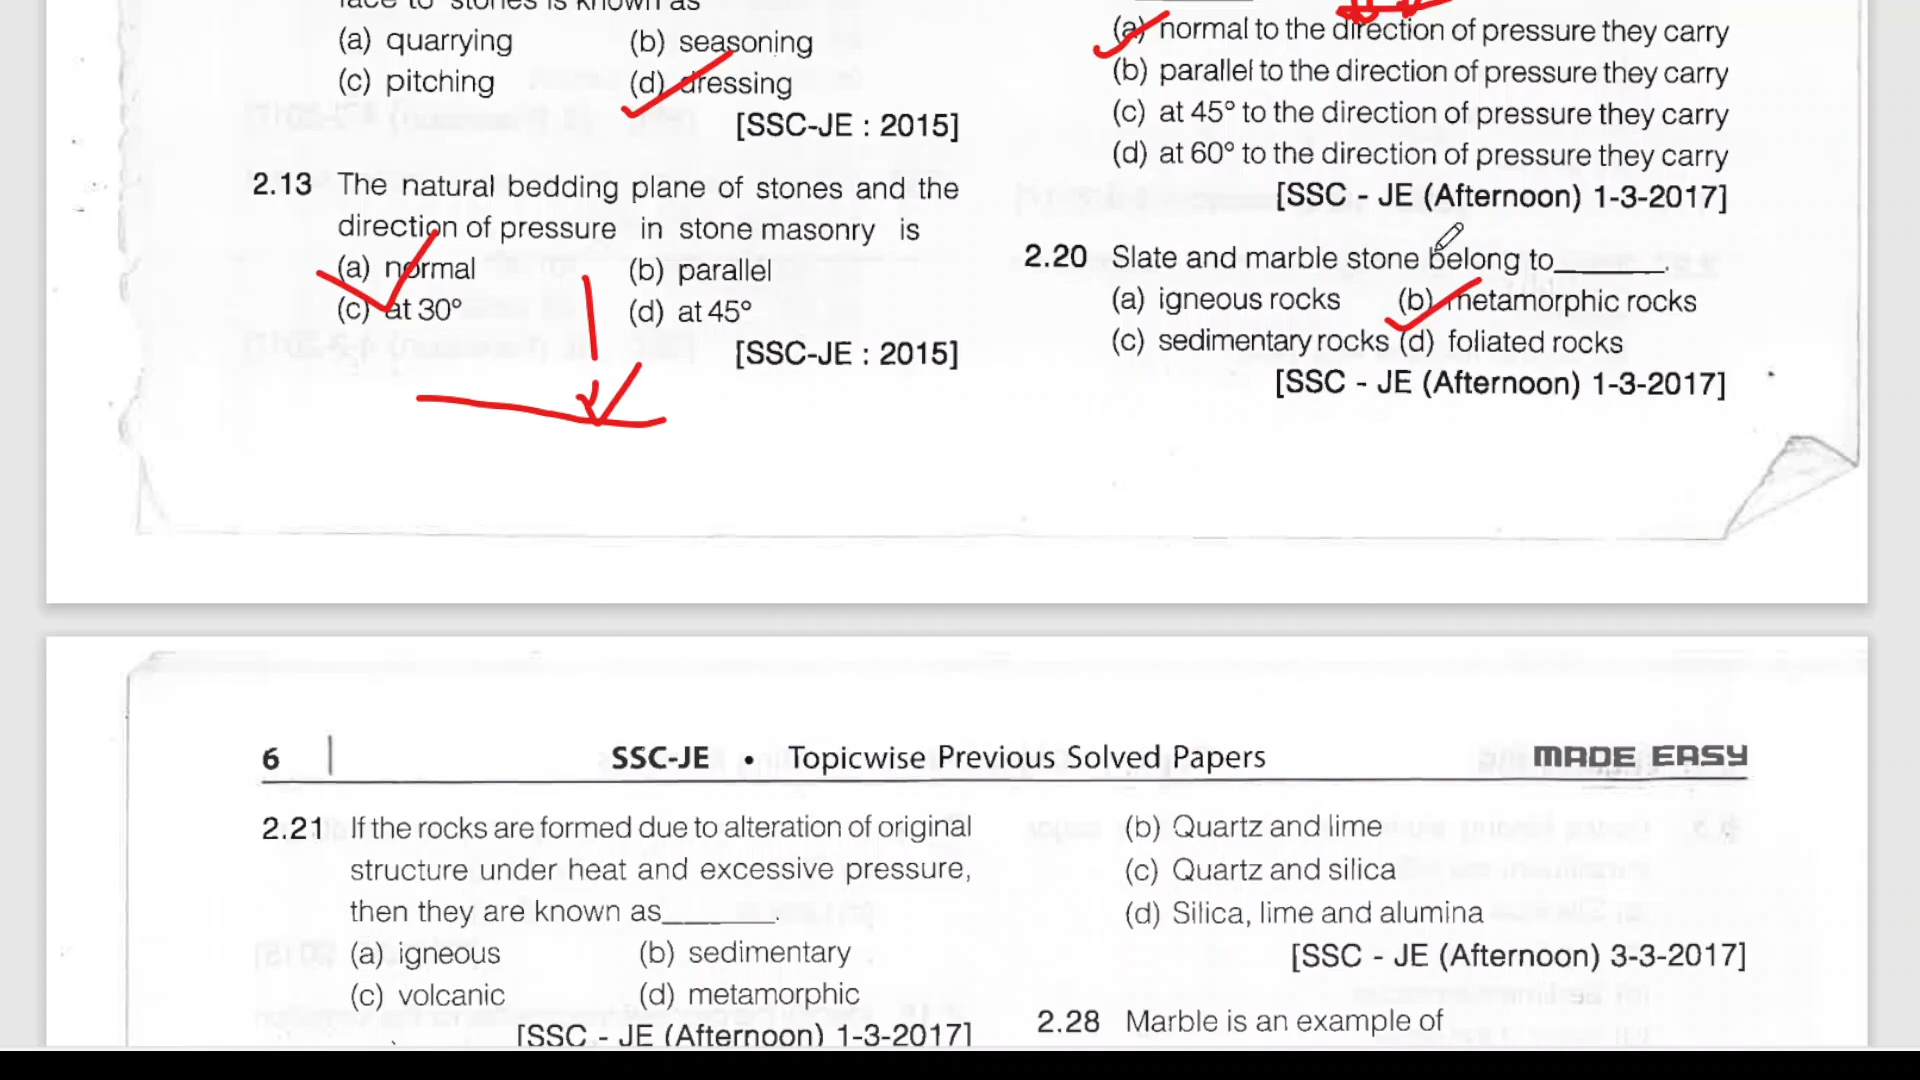 face to stones is known as
(a) quarrying (b) seasoning
(c) pitching (d) dressing
[SSC-JE : 2015]
2.13 The natural bedding plane of stones and the
direction of pressure in stone masonry is
(a) normal (b) parallel
(c) at 30° (d) at 45°
[SSC-JE : 2015]
(a) normal to the direction of pressure they carry
(b) parallel to the direction of pressure they carry
(c) at 45° to the direction of pressure they carry
(d) at 60° to the direction of pressure they carry
[SSC - JE (Afternoon) 1-3-2017]
2.20 Slate and marble stone belong to________.
(a) igneous rocks (b) metamorphic rocks
(c) sedimentary rocks (d) foliated rocks
[SSC - JE (Afternoon) 1-3-2017]
6 | SSC-JE • Topicwise Previous Solved Papers MADE EASY
2.21 If the rocks are formed due to alteration of original
structure under heat and excessive pressure,
then they are known as________.
(a) igneous (b) sedimentary
(c) volcanic (d) metamorphic
[SSC - JE (Afternoon) 1-3-2017]
(b) Quartz and lime
(c) Quartz and silica
(d) Silica, lime and alumina
[SSC - JE (Afternoon) 3-3-2017]
2.28 Marble is an example of